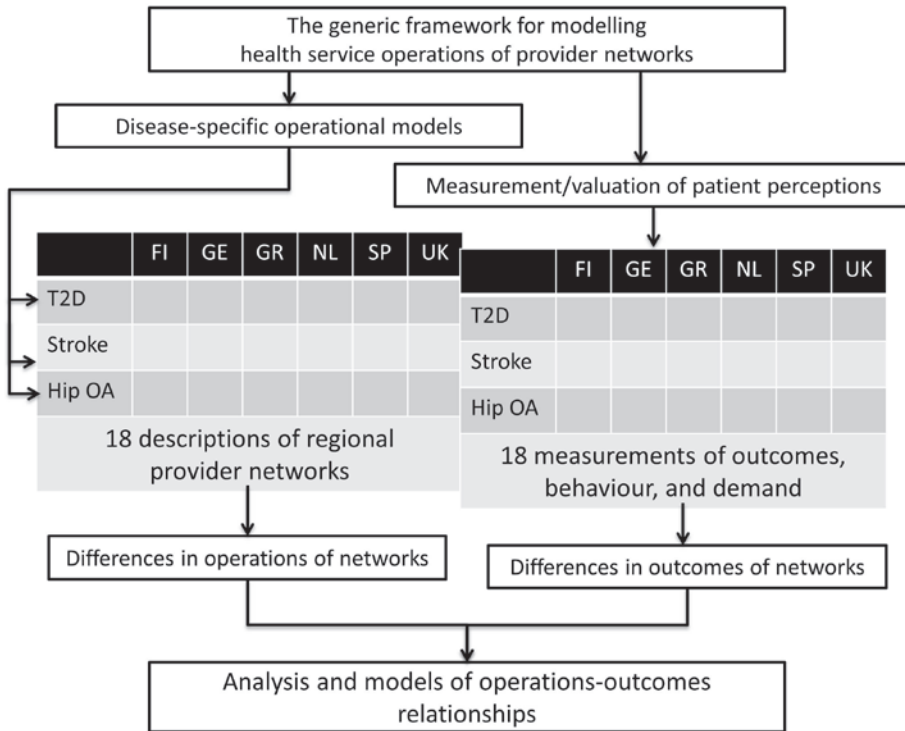 The generic framework for modelling
health service operations of provider networks
Disease-specific operational models
Measurement/valuation of patient perceptions
FI GE GR NL SP UK
T2D
Stroke
Hip OA
18 descriptions of regional
provider networks
FI GE GR NL SP UK
T2D
Stroke
Hip OA
18 measurements of outcomes,
behaviour, and demand
Differences in operations of networks
Differences in outcomes of networks
Analysis and models of operations-outcomes
relationships